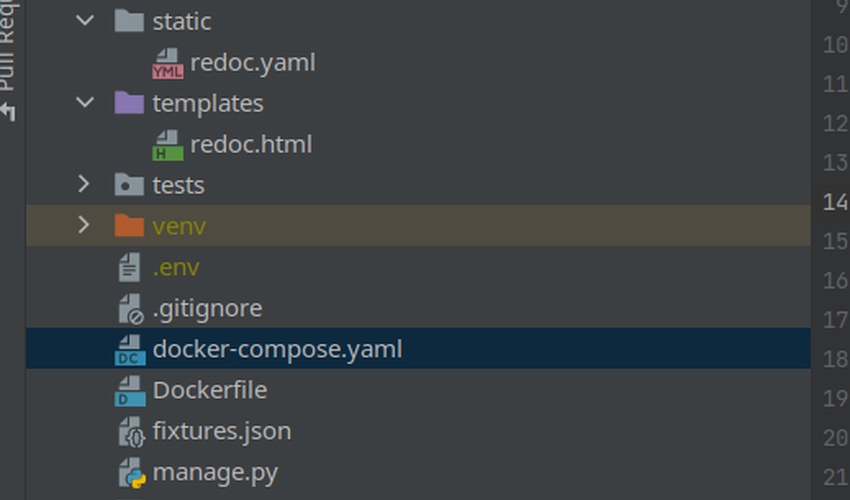 Pull Requ
static
9
10
YML redoc.yaml
11
templates
12
H redoc.html
13
tests
14
venv
15
.env
16
.gitignore
17
DC docker-compose.yaml
18
D Dockerfile
19
fixtures.json
20
manage.py
21